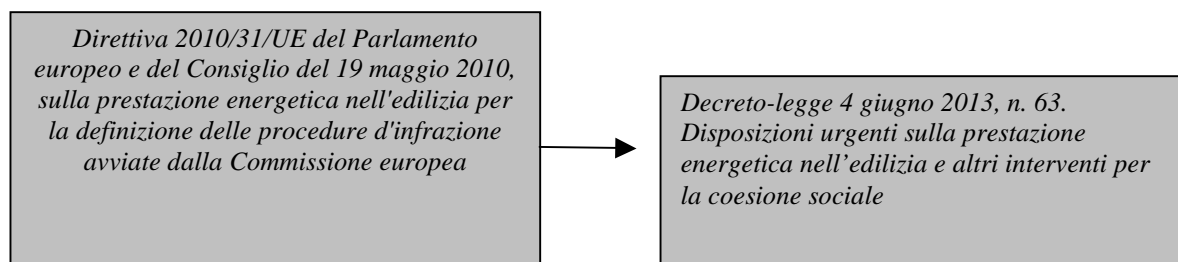 Direttiva 2010/31/UE del Parlamento
europeo e del Consiglio del 19 maggio 2010,
sulla prestazione energetica nell'edilizia per
la definizione delle procedure d'infrazione
avviate dalla Commissione europea
Decreto-legge 4 giugno 2013, n. 63.
Disposizioni urgenti sulla prestazione
energetica nell’edilizia e altri interventi per
la coesione sociale